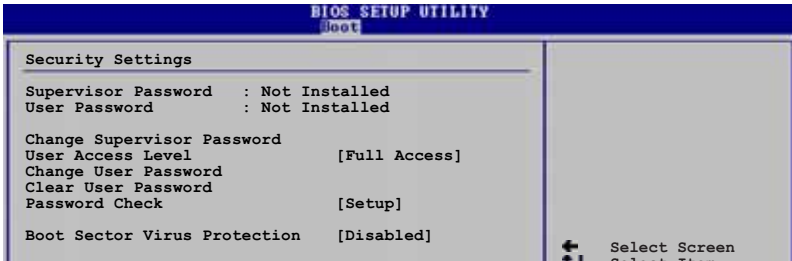 BIOS SETUP UTILITY
Boot
Security Settings
Supervisor Password : Not Installed
User Password : Not Installed
Change Supervisor Password
User Access Level [Full Access]
Change User Password
Clear User Password
Password Check [Setup]
Boot Sector Virus Protection [Disabled]
Select Screen
Select Item